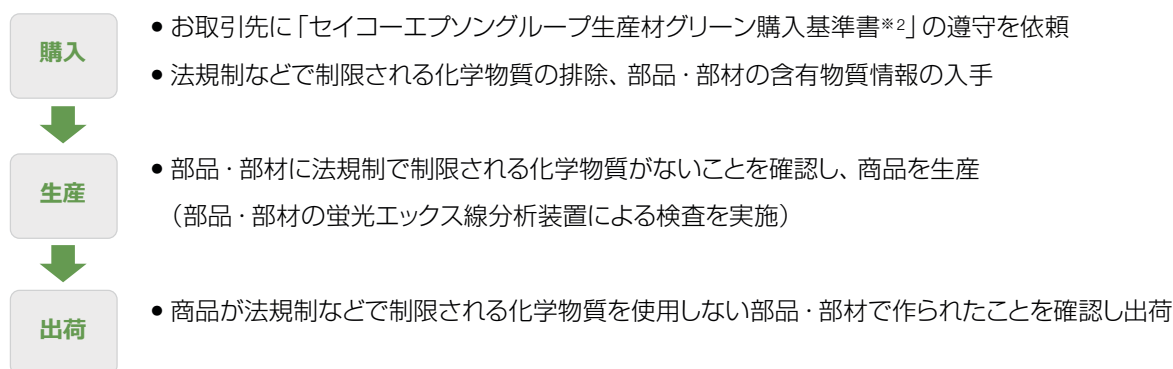 購入
● お取引先に「セイコーエプソングループ生産材グリーン購入基準書※2」の遵守を依頼
● 法規制などで制限される化学物質の排除、部品・部材の含有物質情報の入手
生産
● 部品・部材に法規制で制限される化学物質がないことを確認し、商品を生産
（部品・部材の蛍光エックス線分析装置による検査を実施）
出荷
● 商品が法規制などで制限される化学物質を使用しない部品・部材で作られたことを確認し出荷